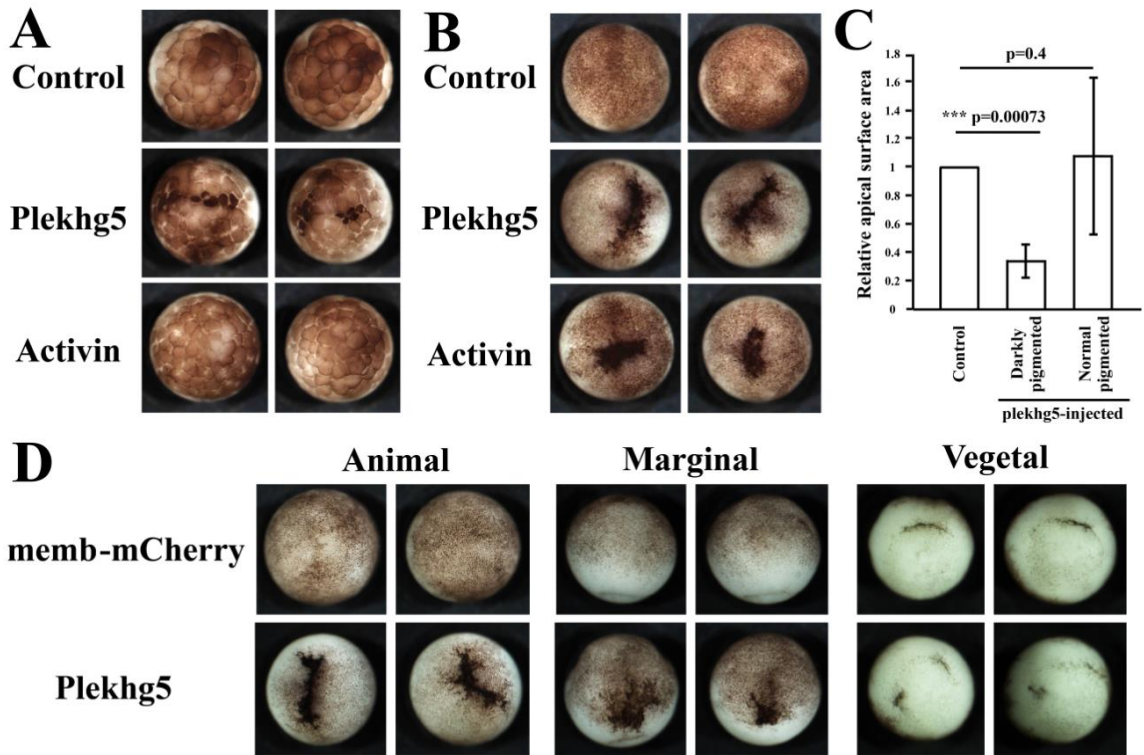 A
Control
Plekhg5
Activin
B
Control
Plekhg5
Activin
C
Relative apical surface area
1.8
1.6
1.4
1.2
1
0.8
0.6
0.4
0.2
0
p=0.4
*** p=0.00073
Control
Darkly
pigmented
Normal
pigmented
plekhg5-injected
D
Animal
Marginal
Vegetal
memb-mCherry
Plekhg5